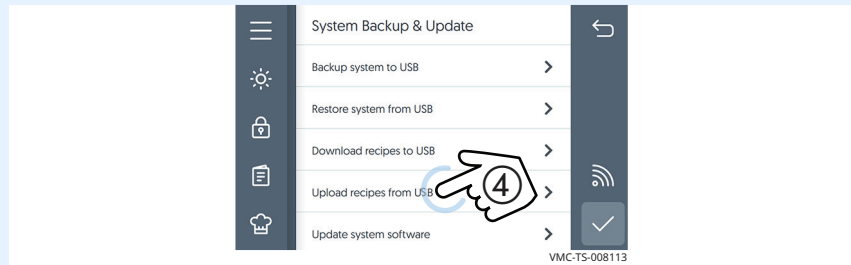 System Backup & Update
Backup system to USB
Restore system from USB
Download recipes to USB
Upload recipes from USB
4
Update system software
VMC-TS-008113